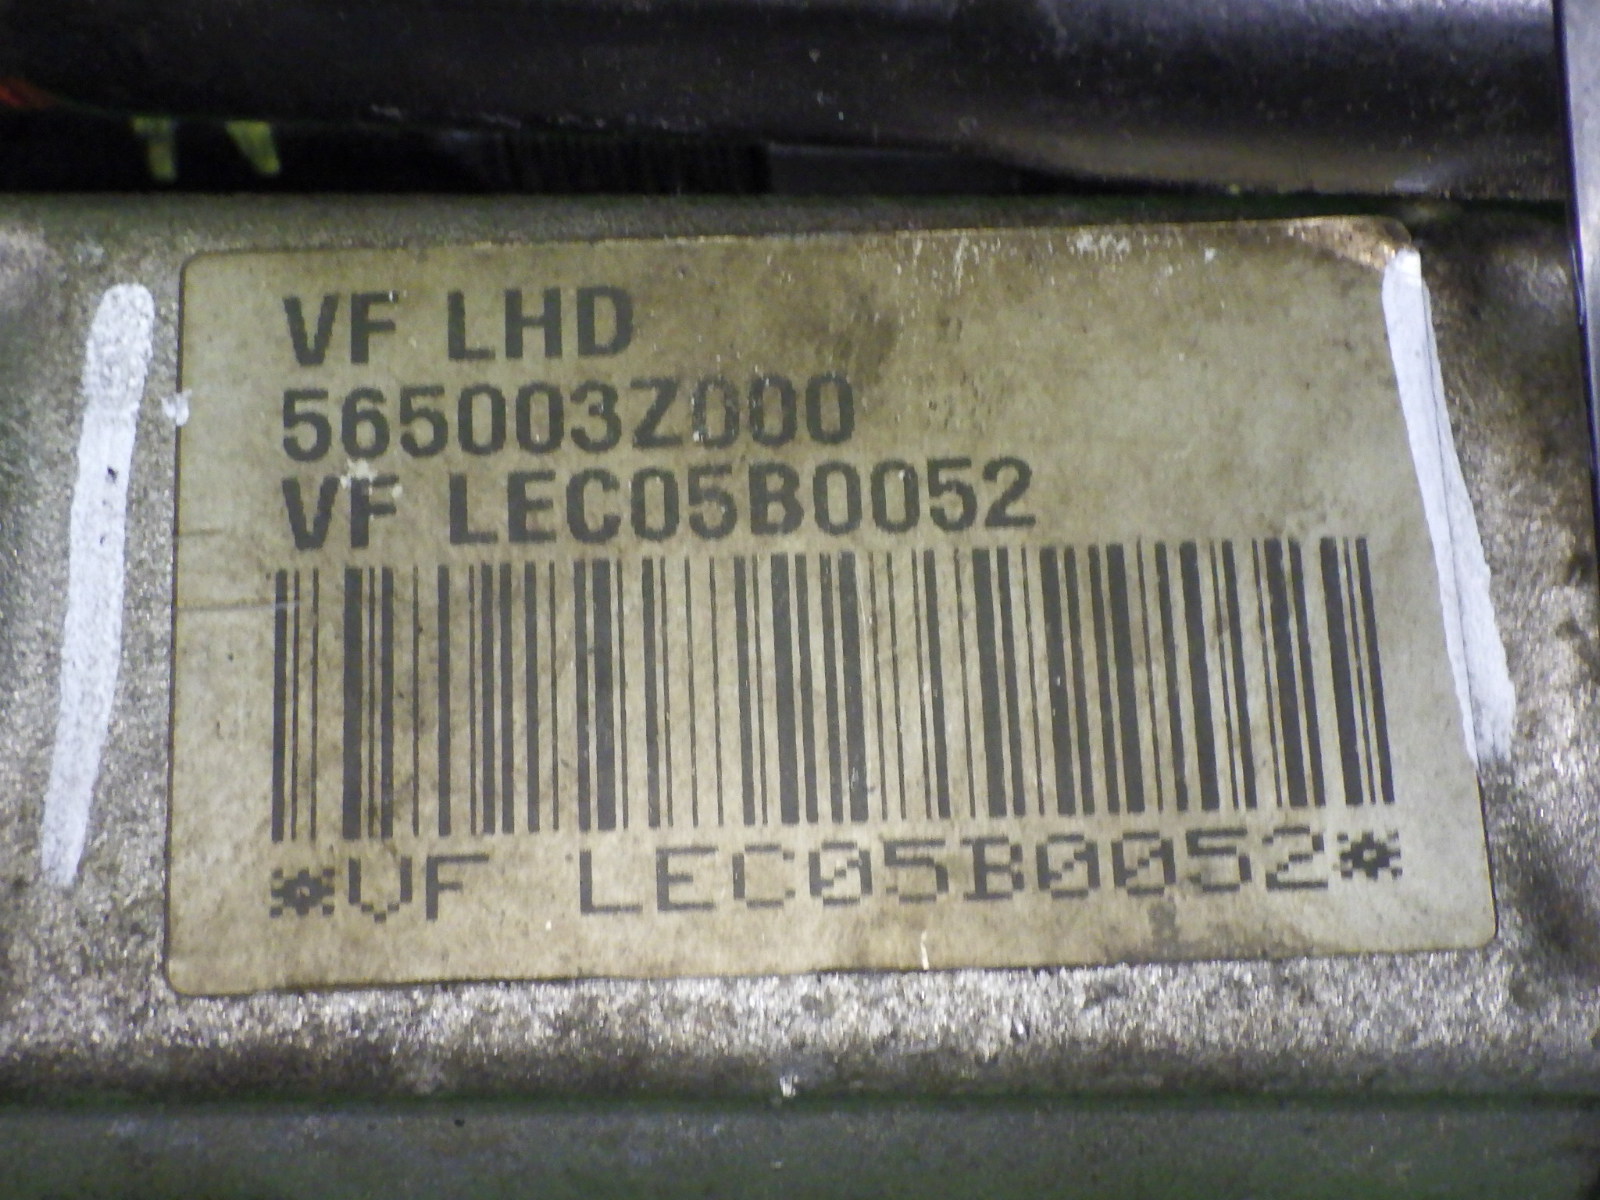 VF LHD
565003Z000
VF LEC05B0052
*VF LEC05B0052*